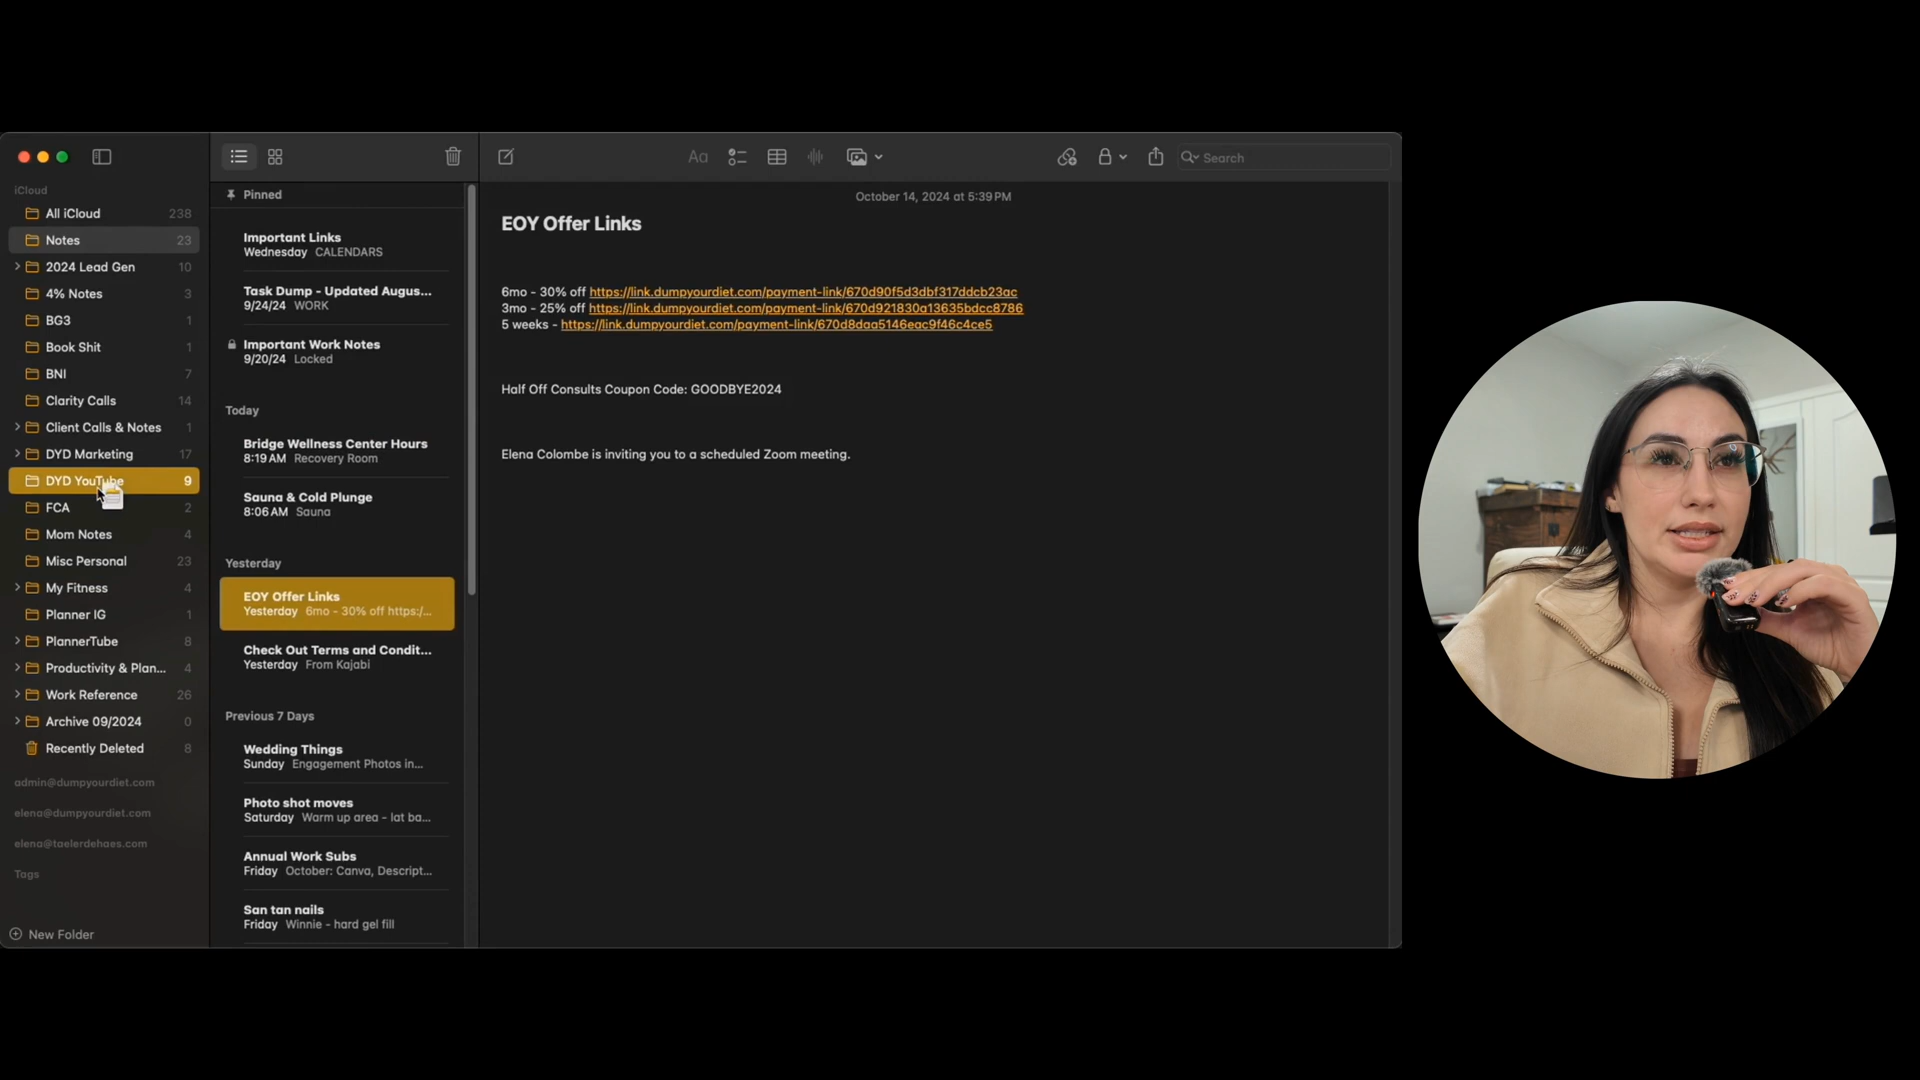 iCloud
All iCloud 238
Notes 23
2024 Lead Gen 10
4% Notes 3
BG3 1
Book Shit 1
BNI 7
Clarity Calls 14
Client Calls & Notes 1
DYD Marketing 17
DYD YouTube 9
FCA 2
Mom Notes 4
Misc Personal 23
My Fitness 4
Planner IG 1
PlannerTube 8
Productivity & Plan... 4
Work Reference 26
Archive 09/2024 0
Recently Deleted 8
admin@dumpyourdiet.com
elena@dumpyourdiet.com
elena@taelerdehaes.com
Tags
New Folder
Pinned
Important Links
Wednesday CALENDARS
Task Dump - Updated Augus...
9/24/24 WORK
Important Work Notes
9/20/24 Locked
Today
Bridge Wellness Center Hours
8:19 AM Recovery Room
Sauna & Cold Plunge
8:06 AM Sauna
Yesterday
EOY Offer Links
Yesterday 6mo - 30% off https:/...
Check Out Terms and Condit...
Yesterday From Kajabi
Previous 7 Days
Wedding Things
Sunday Engagement Photos in...
Photo shot moves
Saturday Warm up area - lat ba...
Annual Work Subs
Friday October: Canva, Descript...
San tan nails
Friday Winnie - hard gel fill
Aa
Search
October 14, 2024 at 5:39 PM
EOY Offer Links
6mo - 30% off https://link.dumpyourdiet.com/payment-link/670d90f5d3dbf317ddcb23ac
3mo - 25% off https://link.dumpyourdiet.com/payment-link/670d921830a13635bdcc8786
5 weeks - https://link.dumpyourdiet.com/payment-link/670d8daa5146eac9f46c4ce5
Half Off Consults Coupon Code: GOODBYE2024
Elena Colombe is inviting you to a scheduled Zoom meeting.